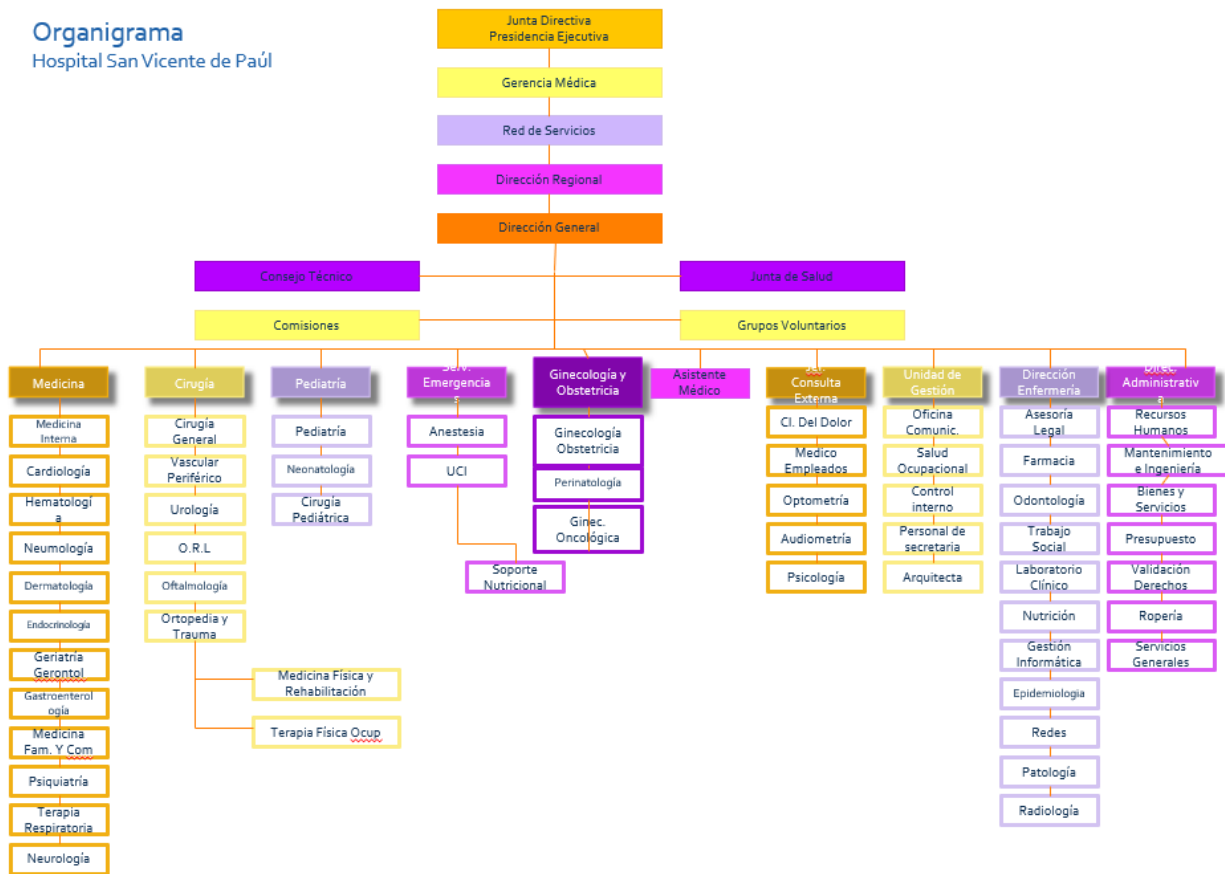 Organigrama
Hospital San Vicente de Paúl
Junta Directiva
Presidencia Ejecutiva
Gerencia Médica
Red de Servicios
Dirección Regional
Dirección General
Consejo Técnico
Junta de Salud
Comisiones
Grupos Voluntarios
Medicina
Medicina
Interna
Cardiología
Hematologí
a
Neumología
Dermatología
Endocrinología
Geriatría
Gerontol
Gastroenterol
ogía
Medicina
Fam. Y Com
Psiquiatría
Terapia
Respiratoria
Neurología
Cirugía
Cirugía
General
Vascular
Periférico
Urología
O.R.L
Oftalmología
Ortopedia y
Trauma
Medicina Física y
Rehabilitación
Terapia Física Ocup
Pediatría
Pediatría
Neonatología
Cirugía
Pediátrica
Serv.
Emergencia
s
Anestesia
UCI
Soporte
Nutricional
Ginecología y
Obstetricia
Ginecología
Obstetricia
Perinatología
Ginec.
Oncológica
Asistente
Médico
Consulta
Externa
Cl. Del Dolor
Medico
Empleados
Optometría
Audiometría
Psicología
Unidad de
Gestión
Oficina
Comunic.
Salud
Ocupacional
Control
interno
Personal de
secretaria
Arquitecta
Dirección
Enfermería
Asesoría
Legal
Farmacia
Odontología
Trabajo
Social
Laboratorio
Clínico
Nutrición
Gestión
Informática
Epidemiologia
Redes
Patología
Radiología
Direc.
Administrativ
a
Recursos
Humanos
Mantenimiento
e Ingeniería
Bienes y
Servicios
Presupuesto
Validación
Derechos
Ropería
Servicios
Generales